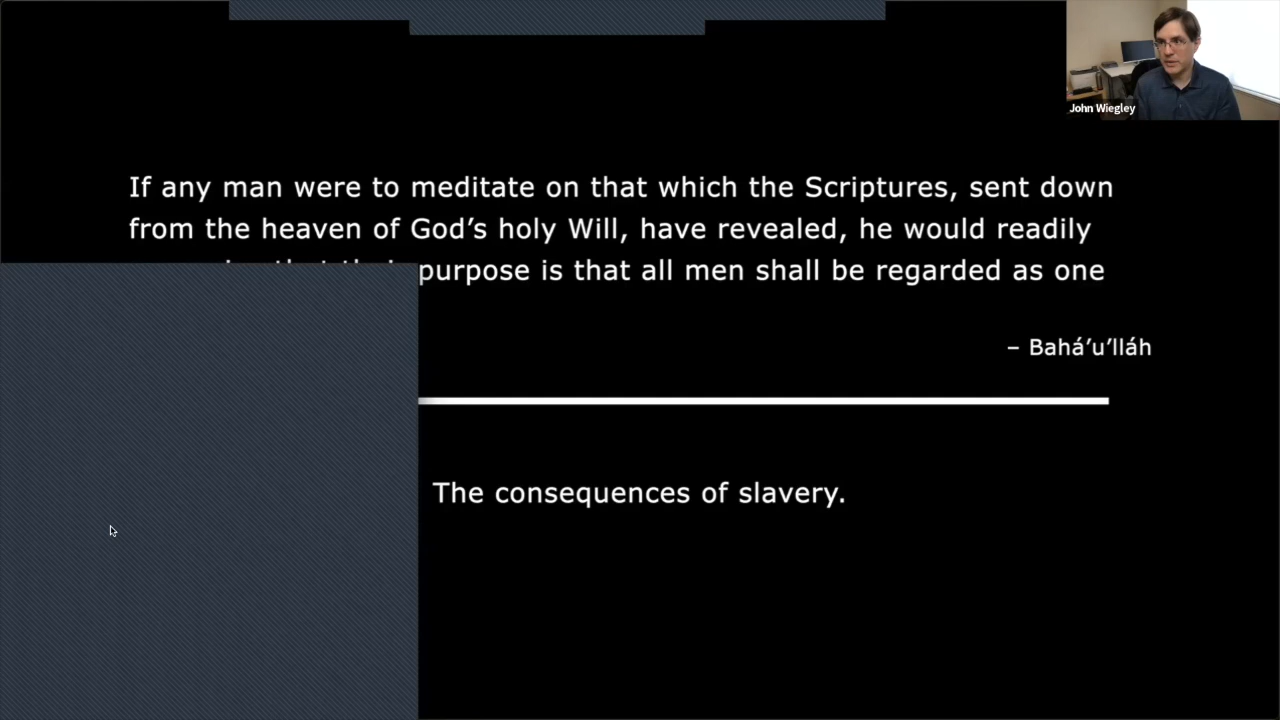 John Wiegley
If any man were to meditate on that which the Scriptures, sent down
from the heaven of God’s holy Will, have revealed, he would readily
purpose is that all men shall be regarded as one
– Bahá’u’lláh
The consequences of slavery.